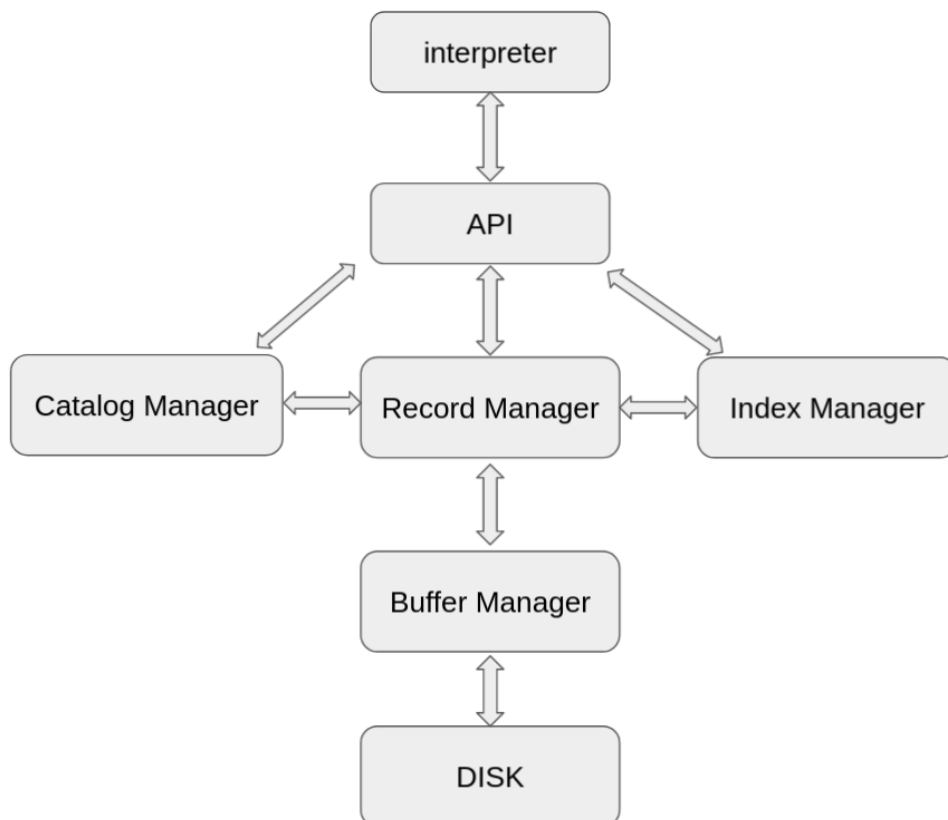 interpreter
API
Catalog Manager
Record Manager
Index Manager
Buffer Manager
DISK